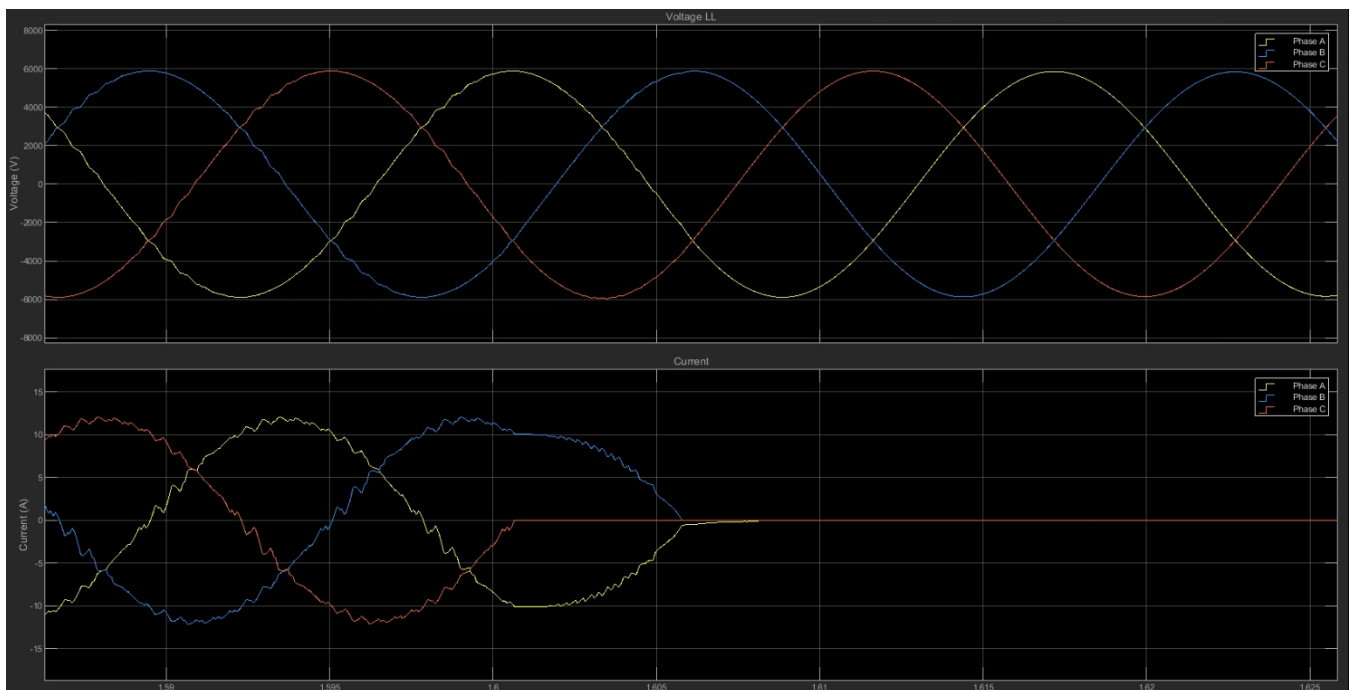 Voltage LL
8000
6000
4000
2000
0
-2000
-4000
-6000
-8000
Voltage (V)
Phase A
Phase B
Phase C
Current
15
10
5
0
-5
-10
-15
Current (A)
Phase A
Phase B
Phase C
1.59
1.595
1.6
1.605
1.61
1.615
1.62
1.625